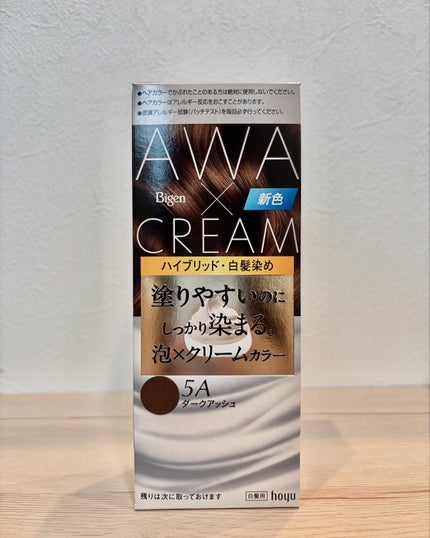 ●ヘアカラーでかぶれたことのある方は絶対に使用しないでください。
●ヘアカラーはアレルギー反応をおこすことがあります。
●皮膚アレルギー試験(パッチテスト)を毎回必ず行ってください。
AWA
Bigen
×
新色
CREAM
ハイブリッド・白髪染め
塗りやすいのに
しっかり染まる。
泡×クリームカラー
5A
ダークアッシュ
残りは次に取っておけます
白髪用
hoyu